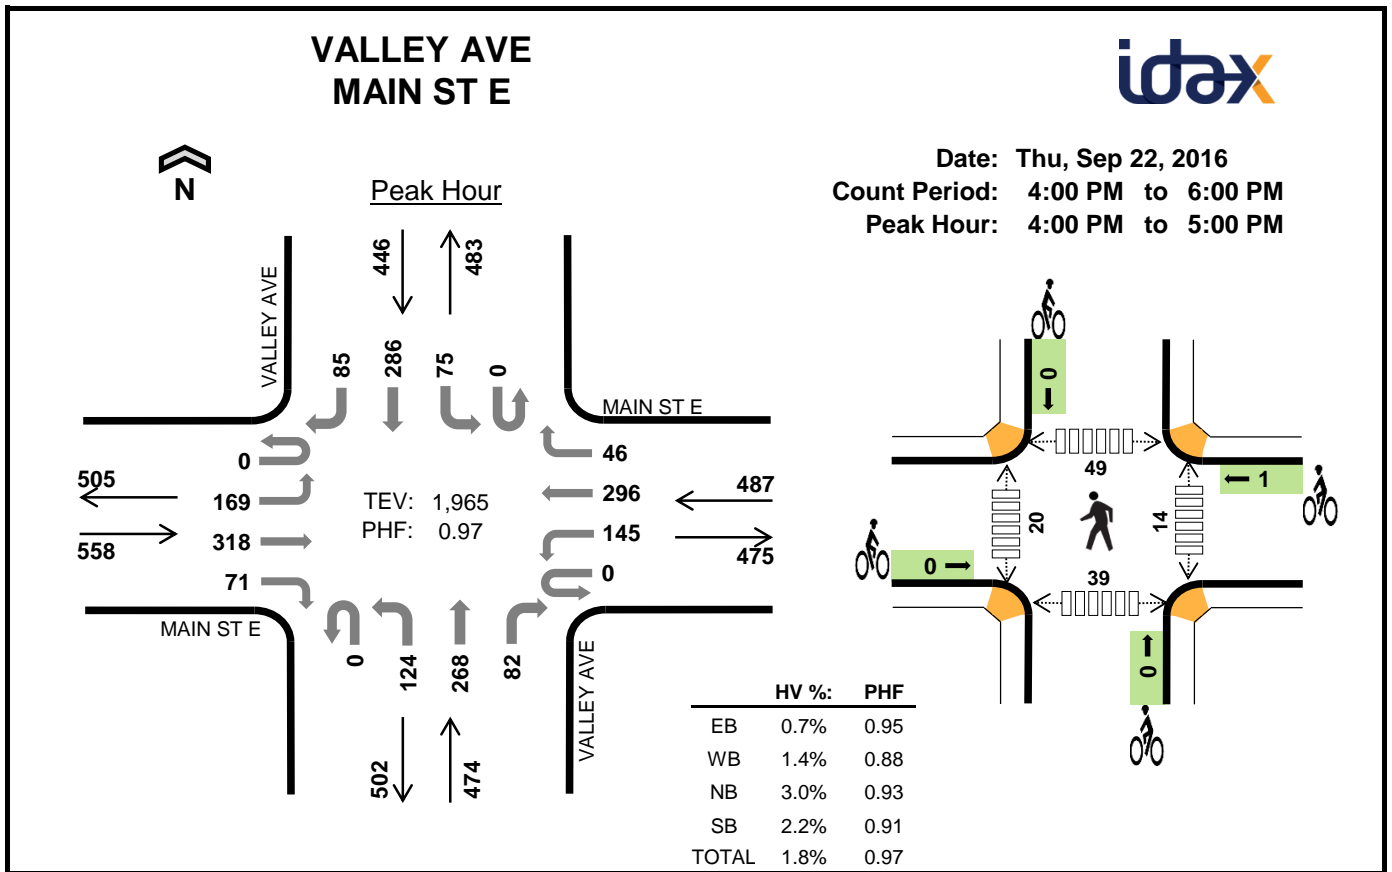 VALLEY AVE
MAIN ST E
idax
N
Peak Hour
Date: Thu, Sep 22, 2016
Count Period: 4:00 PM to 6:00 PM
Peak Hour: 4:00 PM to 5:00 PM
446
483
VALLEY AVE
85
286
75
0
MAIN ST E
0
169
318
71
505
558
TEV: 1,965
PHF: 0.97
46
296
145
0
487
475
MAIN ST E
0
124
268
82
VALLEY AVE
502
474
0
49
1
20
14
0
39
0
HV %: PHF
EB 0.7% 0.95
WB 1.4% 0.88
NB 3.0% 0.93
SB 2.2% 0.91
TOTAL 1.8% 0.97